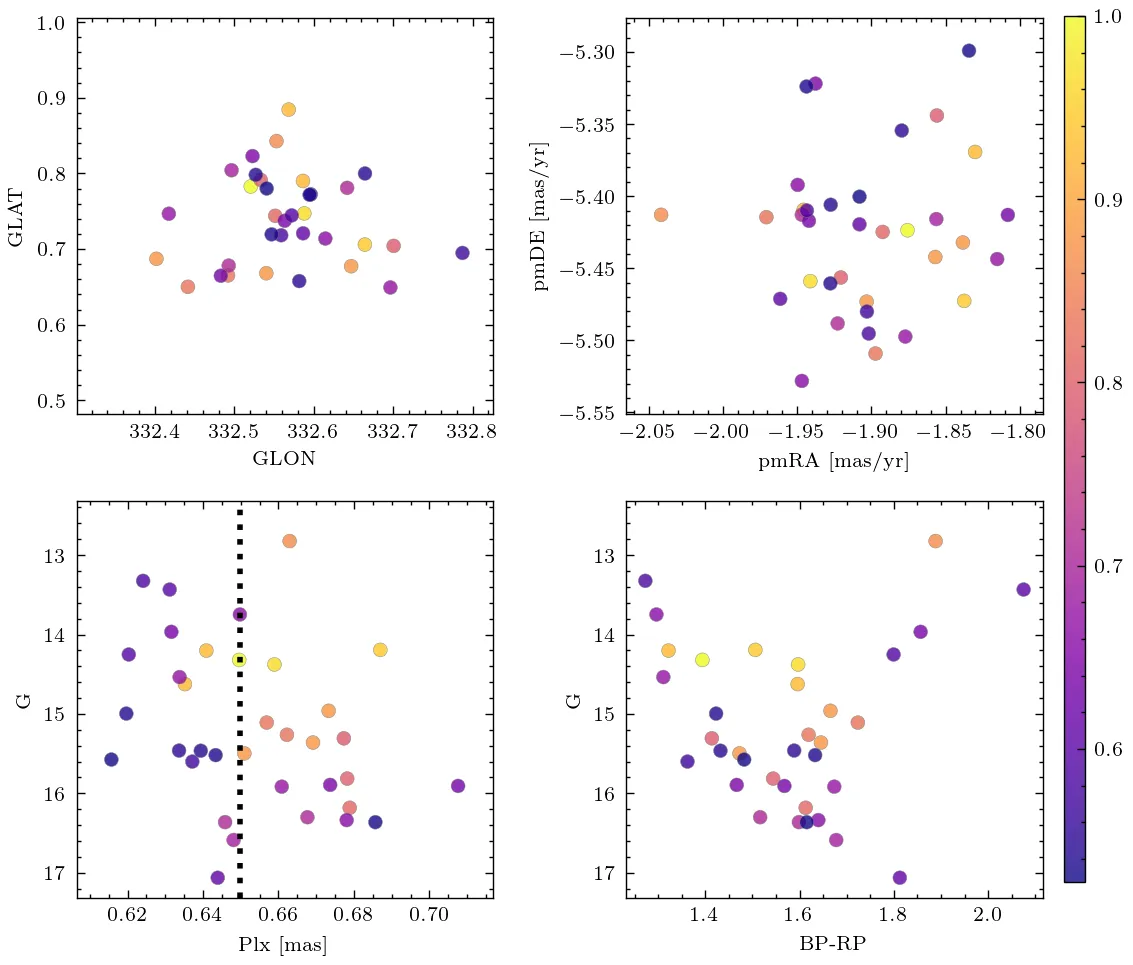 1.0
0.9
0.8
0.7
0.6
0.5
GLAT
332.4 332.5 332.6 332.7 332.8
GLON
−5.30
−5.35
−5.40
−5.45
−5.50
−5.55
pmDE [mas/yr]
−2.05 −2.00 −1.95 −1.90 −1.85 −1.80
pmRA [mas/yr]
1.0
0.9
0.8
0.7
0.6
13
14
15
16
17
G
0.62 0.64 0.66 0.68 0.70
Plx [mas]
13
14
15
16
17
G
1.4 1.6 1.8 2.0
BP-RP